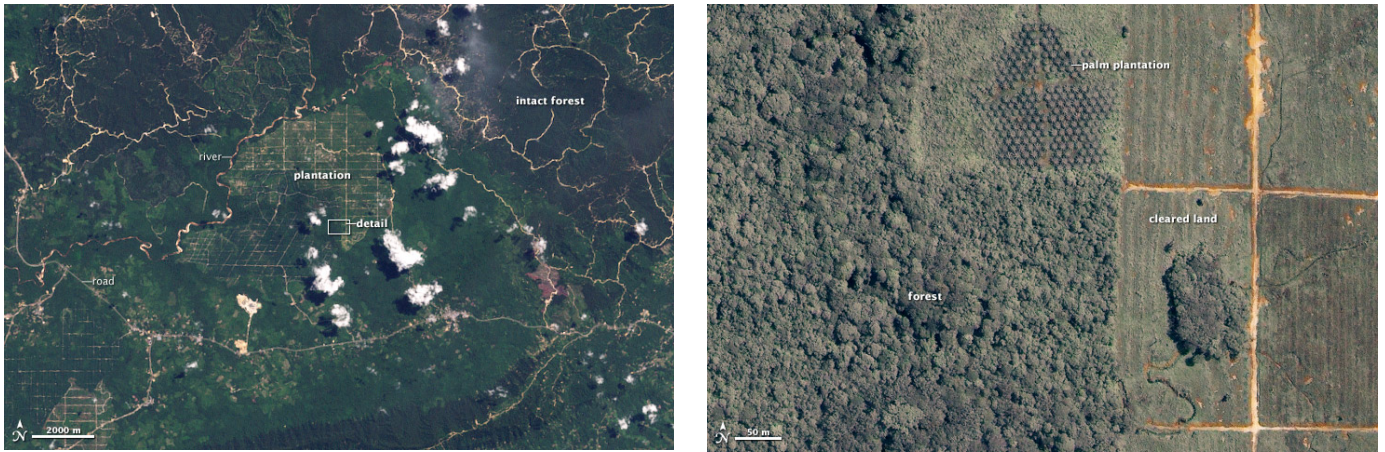 intact forest
river
plantation
detail
road
N
2000 m
palm plantation
cleared land
forest
N
50 m